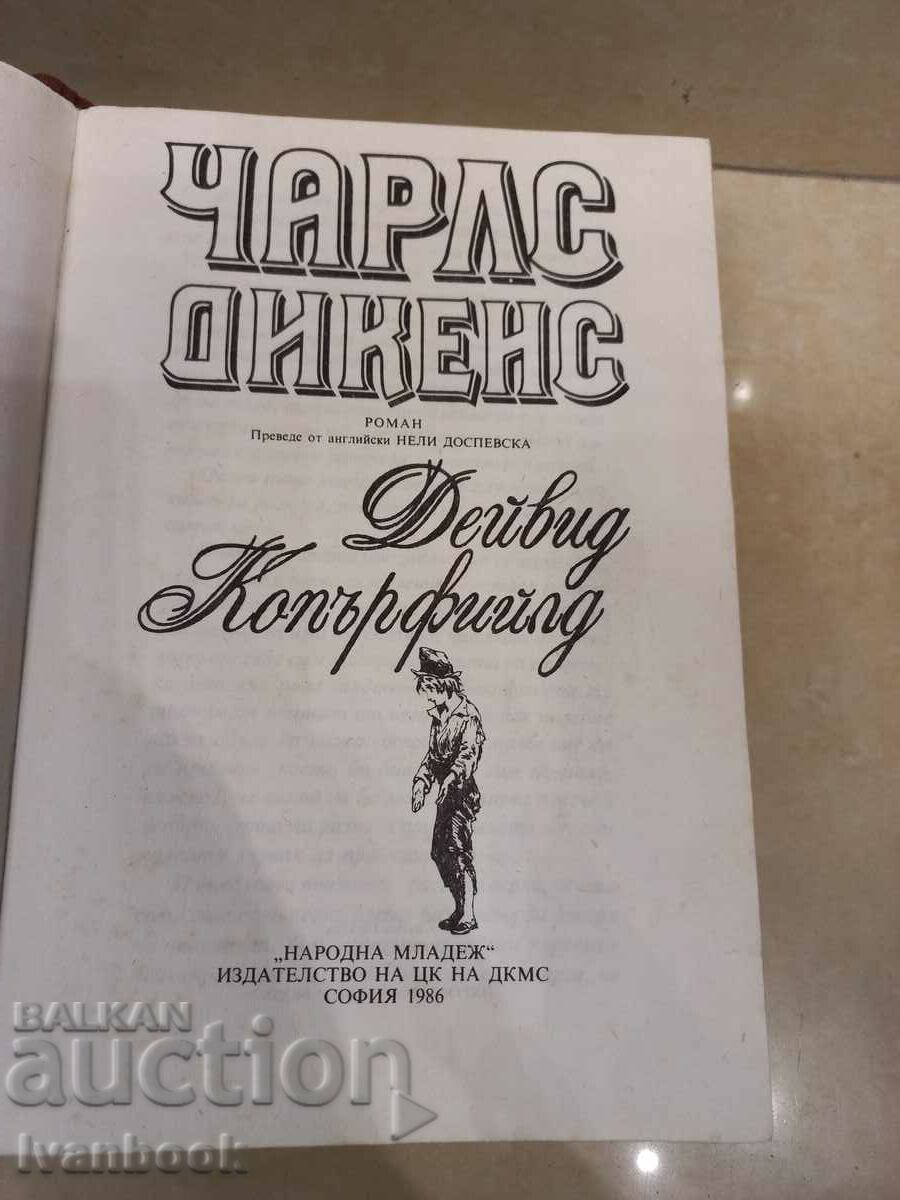 ЧАРЛС
ДИКЕНС
РОМАН
Преведе от английски НЕЛИ ДОСПЕВСКА
Дейвид
Копърфийлд
„НАРОДНА МЛАДЕЖ“
ИЗДАТЕЛСТВО НА ЦК НА ДКМС
СОФИЯ 1986
BALKAN
auction
Ivanbook